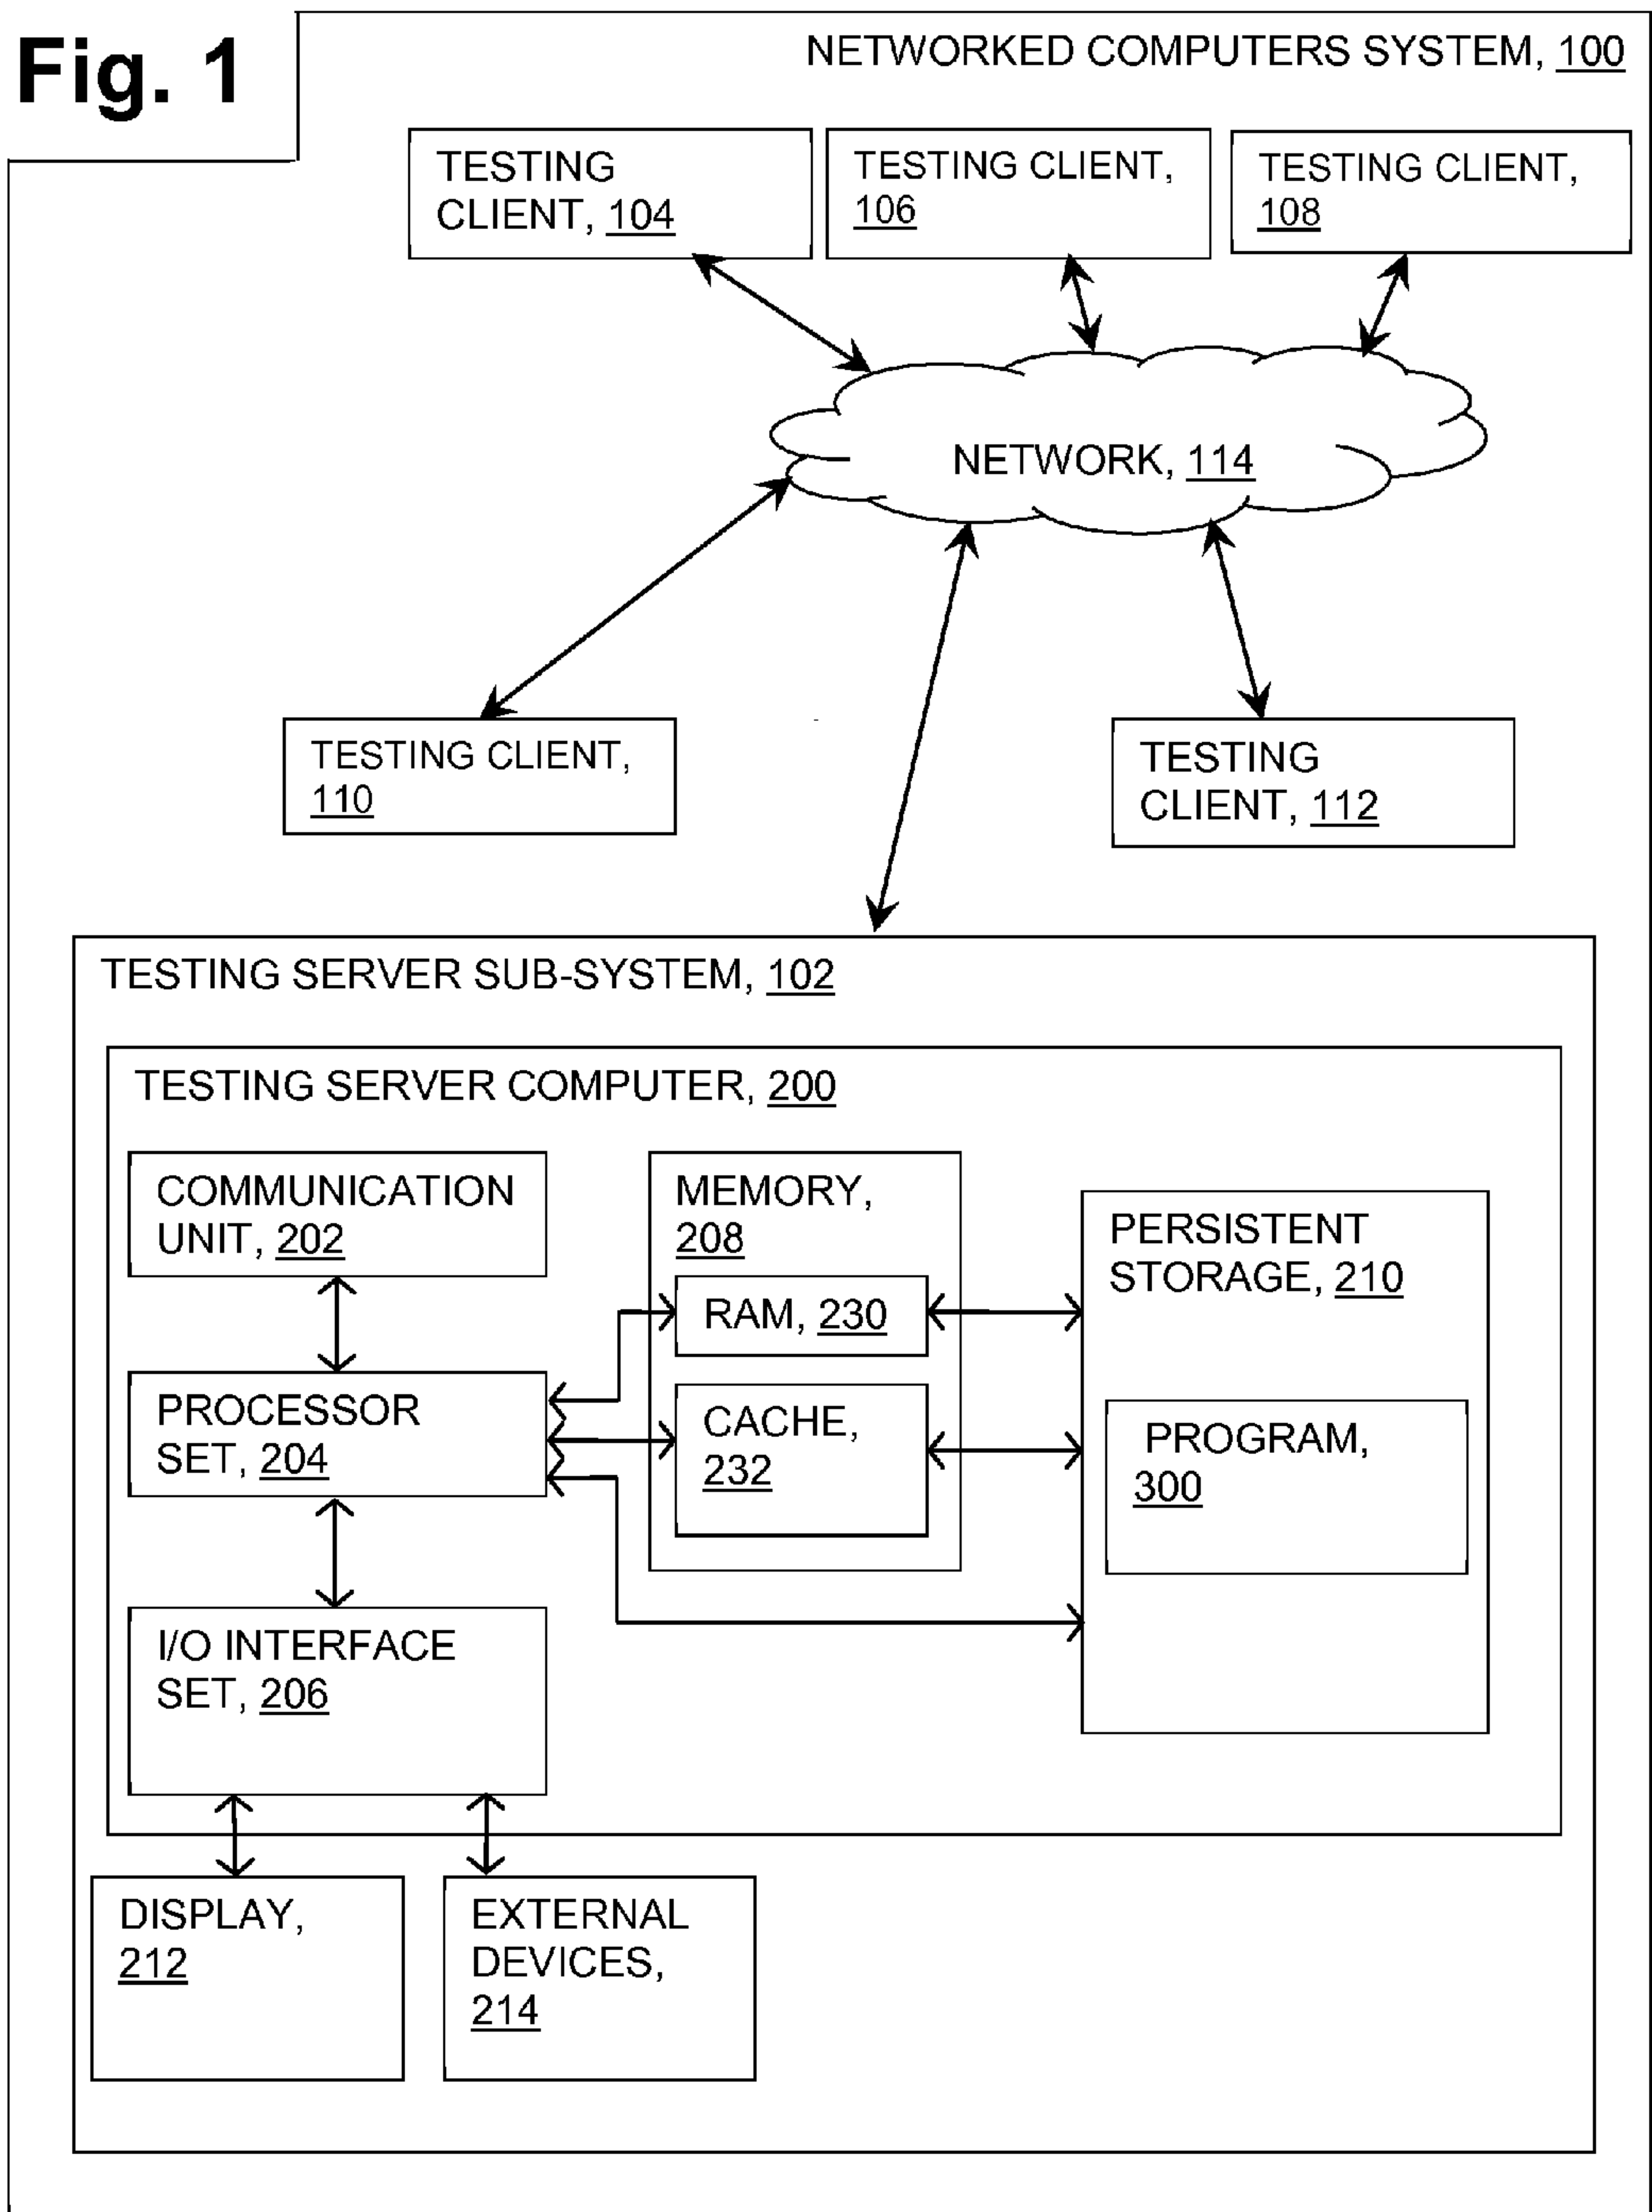 Fig. 1
NETWORKED COMPUTERS SYSTEM, 100
TESTING
CLIENT, 104
TESTING CLIENT,
106
TESTING CLIENT,
108
NETWORK, 114
TESTING CLIENT,
110
TESTING
CLIENT, 112
TESTING SERVER SUB-SYSTEM, 102
TESTING SERVER COMPUTER, 200
COMMUNICATION
UNIT, 202
MEMORY,
208
PERSISTENT
STORAGE, 210
RAM, 230
PROCESSOR
SET, 204
CACHE,
232
PROGRAM,
300
I/O INTERFACE
SET, 206
DISPLAY,
212
EXTERNAL
DEVICES,
214